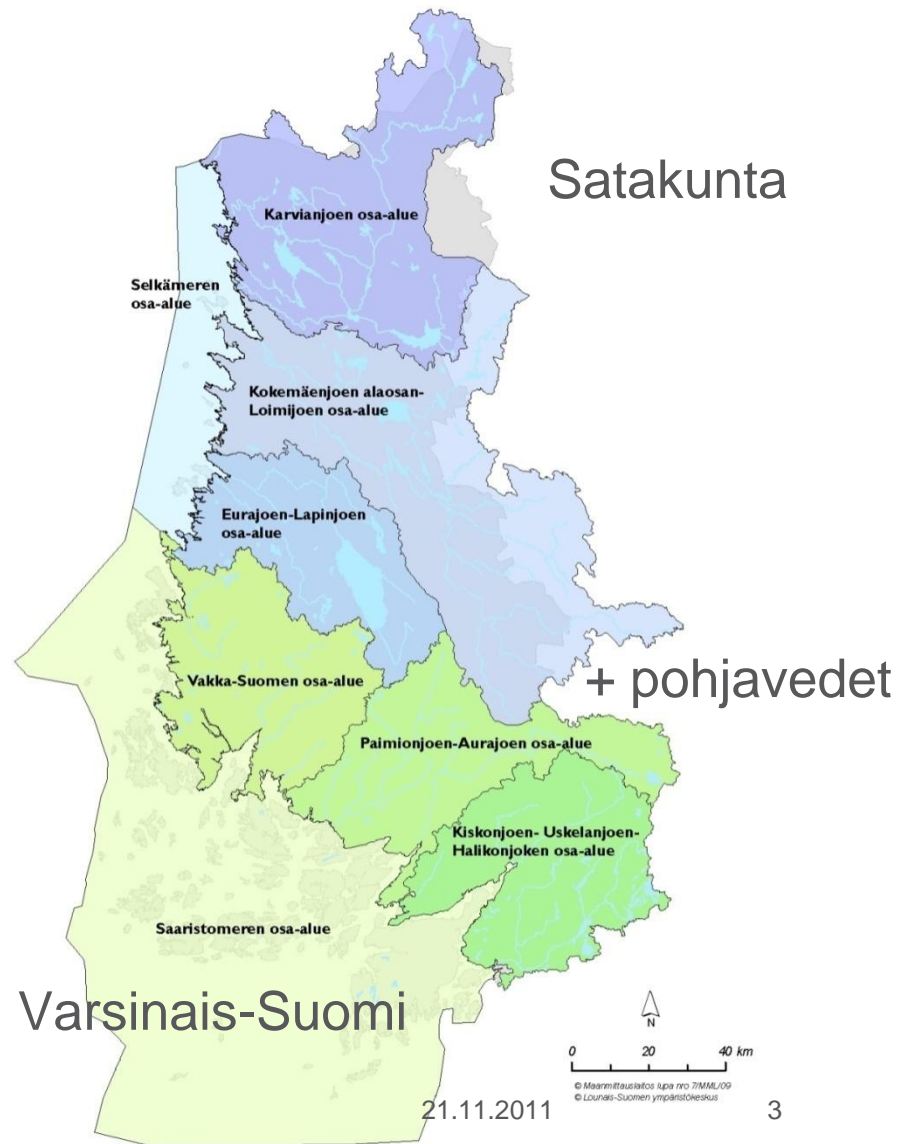 Satakunta
Karvianjoen osa-alue
Selkämeren
osa-alue
Kokemäenjoen alaosan-
Loimijoen osa-alue
Eurajoen-Lapinjoen
osa-alue
Vakka-Suomen osa-alue
+ pohjavedet
Paimionjoen-Aurajoen osa-alue
Kiskonjoen- Uskelanjoen-
Halikonjoken osa-alue
Saaristomeren osa-alue
Varsinais-Suomi
N
0 20 40 km
© Maanmittauslaitos lupa nro 7/MML/09
© Lounais-Suomen ympäristökeskus
21.11.2011 3